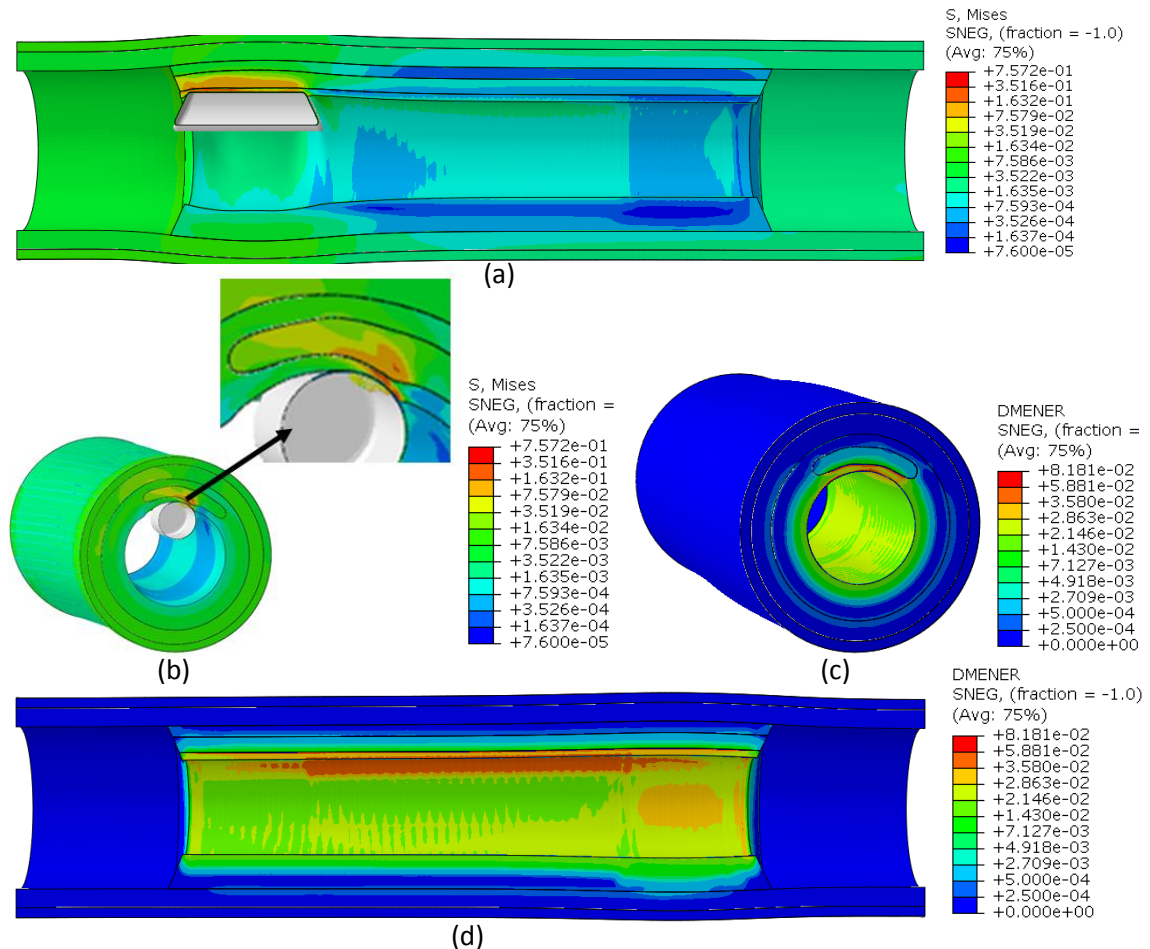 S, Mises
SNEG, (fraction = -1.0)
(Avg: 75%)
+7.572e-01
+3.516e-01
+1.632e-01
+7.579e-02
+3.519e-02
+1.634e-02
+7.586e-03
+3.522e-03
+1.635e-03
+7.593e-04
+3.526e-04
+1.637e-04
+7.600e-05
(a)
S, Mises
SNEG, (fraction =
(Avg: 75%)
+7.572e-01
+3.516e-01
+1.632e-01
+7.579e-02
+3.519e-02
+1.634e-02
+7.586e-03
+3.522e-03
+1.635e-03
+7.593e-04
+3.526e-04
+1.637e-04
+7.600e-05
(b)
DMENER
SNEG, (fraction =
(Avg: 75%)
+8.181e-02
+5.881e-02
+3.580e-02
+2.863e-02
+2.146e-02
+1.430e-02
+7.127e-03
+4.918e-03
+2.709e-03
+5.000e-04
+2.500e-04
+0.000e+00
(c)
DMENER
SNEG, (fraction = -1.0)
(Avg: 75%)
+8.181e-02
+5.881e-02
+3.580e-02
+2.863e-02
+2.146e-02
+1.430e-02
+7.127e-03
+4.918e-03
+2.709e-03
+5.000e-04
+2.500e-04
+0.000e+00
(d)